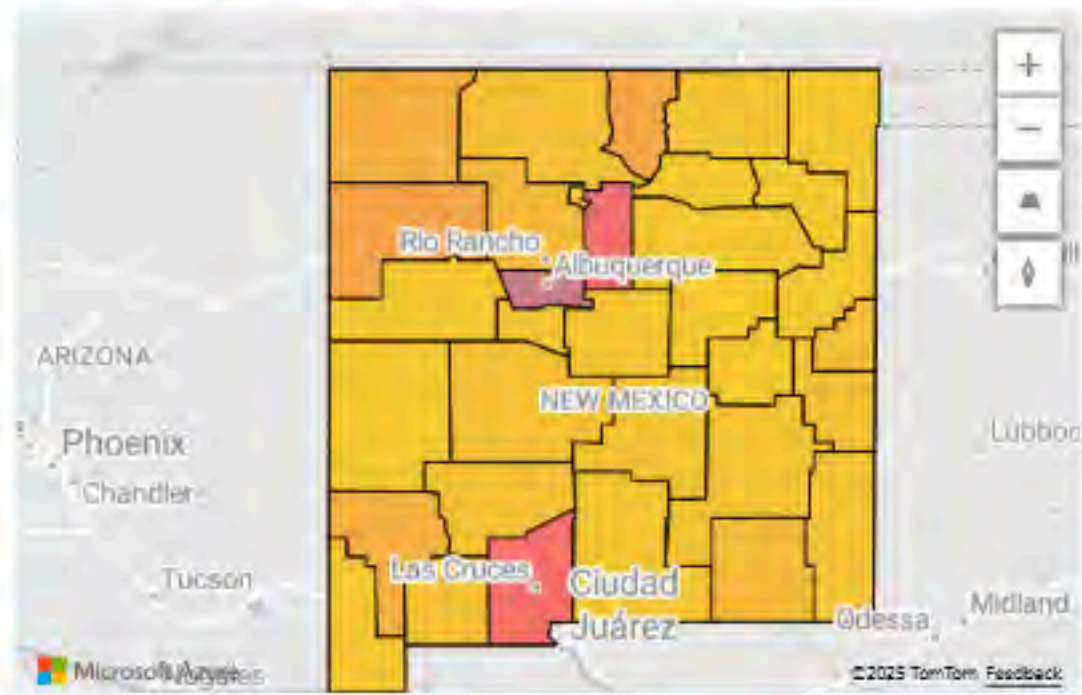 Rio Rancho
Albuquerque
ARIZONA
NEW MEXICO
Phoenix
Chandler
Lubboc
Tucson
Las Cruces
Ciudad
Juárez
Odessa
Midland
Microsoft Azure
Nogales
©2025 TomTom Feedback